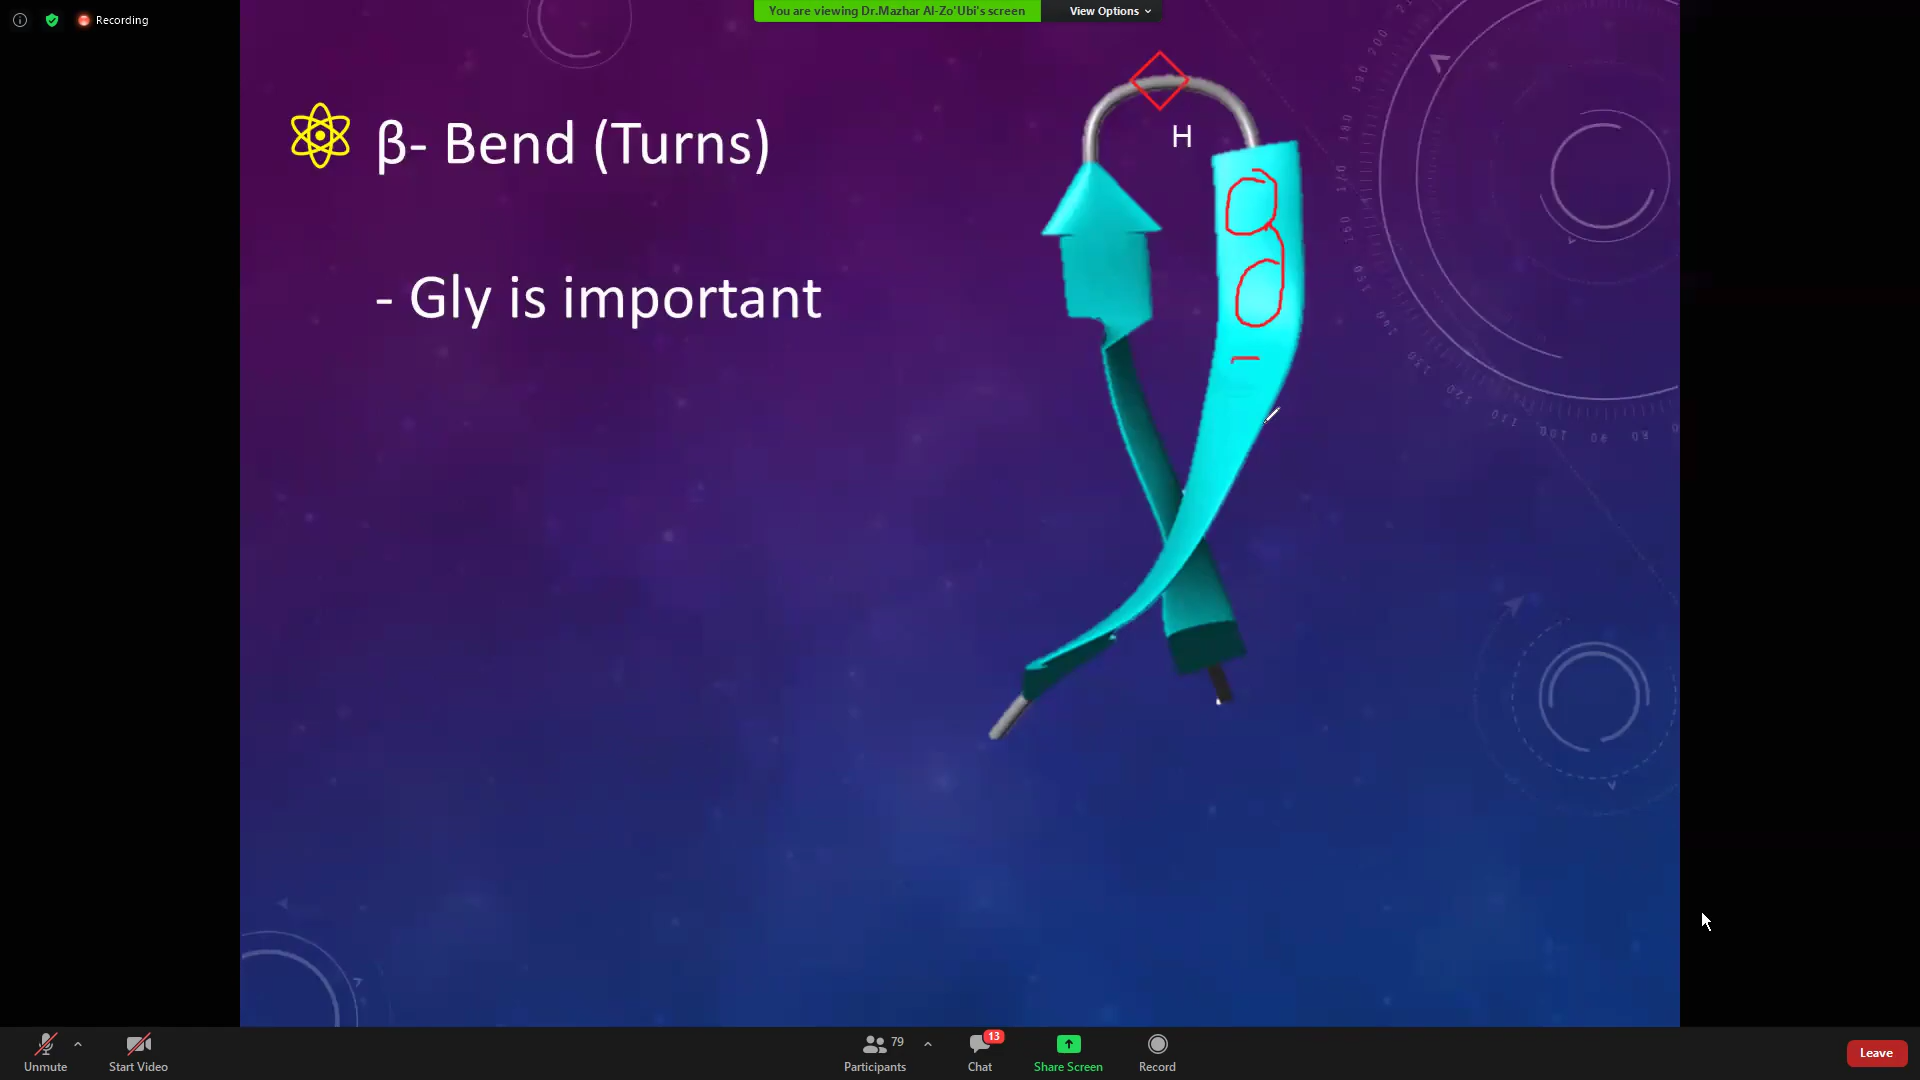 Recording
You are viewing Dr.Mazhar Al-Zo'Ubi's screen
View Options
β- Bend (Turns)
H
- Gly is important
Unmute
Start Video
79
Participants
13
Chat
Share Screen
Record
Leave